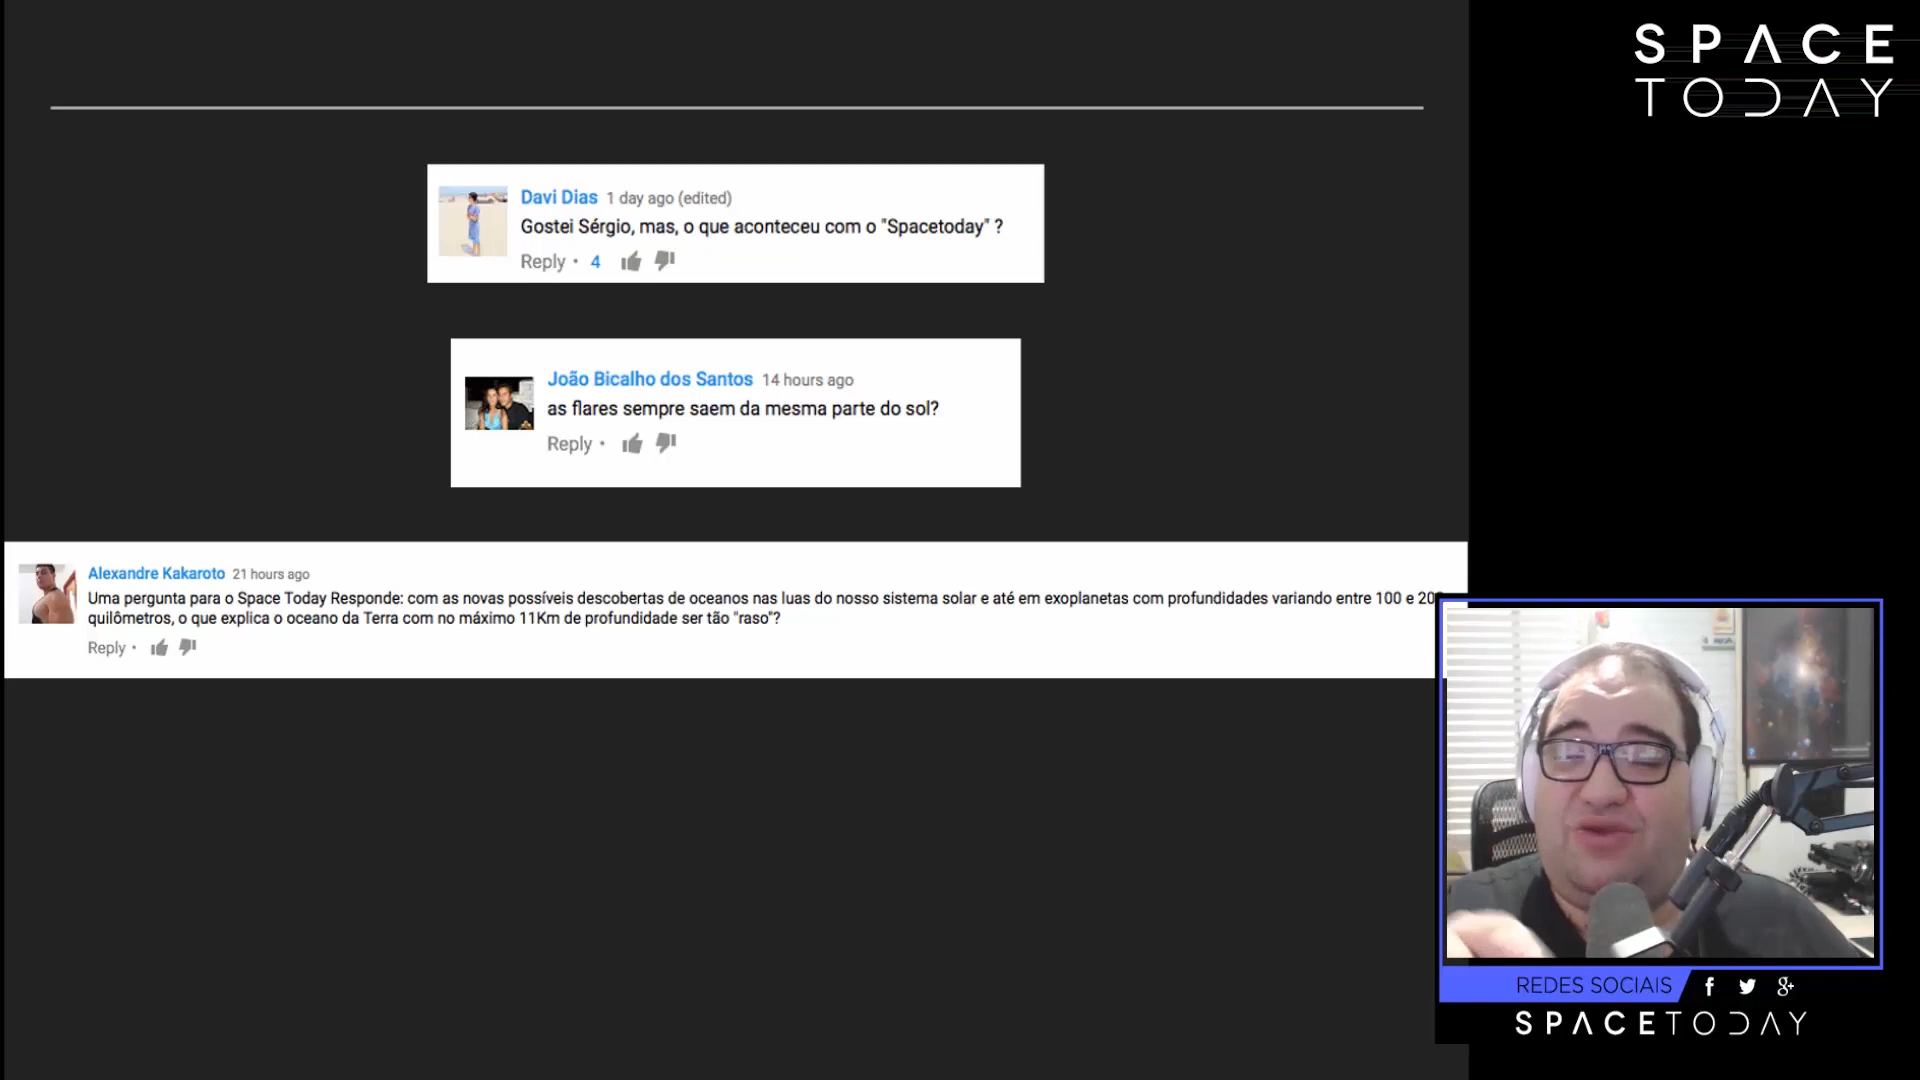 SPACE
TODAY
Davi Dias 1 day ago (edited)
Gostei Sérgio, mas, o que aconteceu com o "Spacetoday" ?
Reply • 4
João Bicalho dos Santos 14 hours ago
as flares sempre saem da mesma parte do sol?
Reply •
Alexandre Kakaroto 21 hours ago
Uma pergunta para o Space Today Responde: com as novas possíveis descobertas de oceanos nas luas do nosso sistema solar e até em exoplanetas com profundidades variando entre 100 e
quilômetros, o que explica o oceano da Terra com no máximo 11Km de profundidade ser tão "raso"?
Reply •
REDES SOCIAIS f g+
SPACETODAY